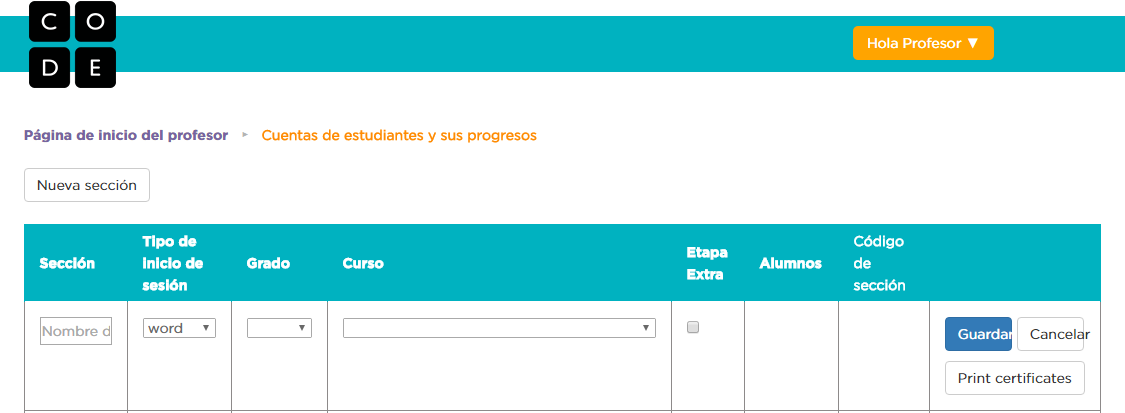 C O
D E
Hola Profesor ▼
Página de inicio del profesor ▸ Cuentas de estudiantes y sus progresos
Nueva sección
Sección
Tipo de
inicio de
sesión
Grado
Curso
Etapa
Extra
Alumnos
Código
de
sección
Nombre d
word
Guardar
Cancelar
Print certificates